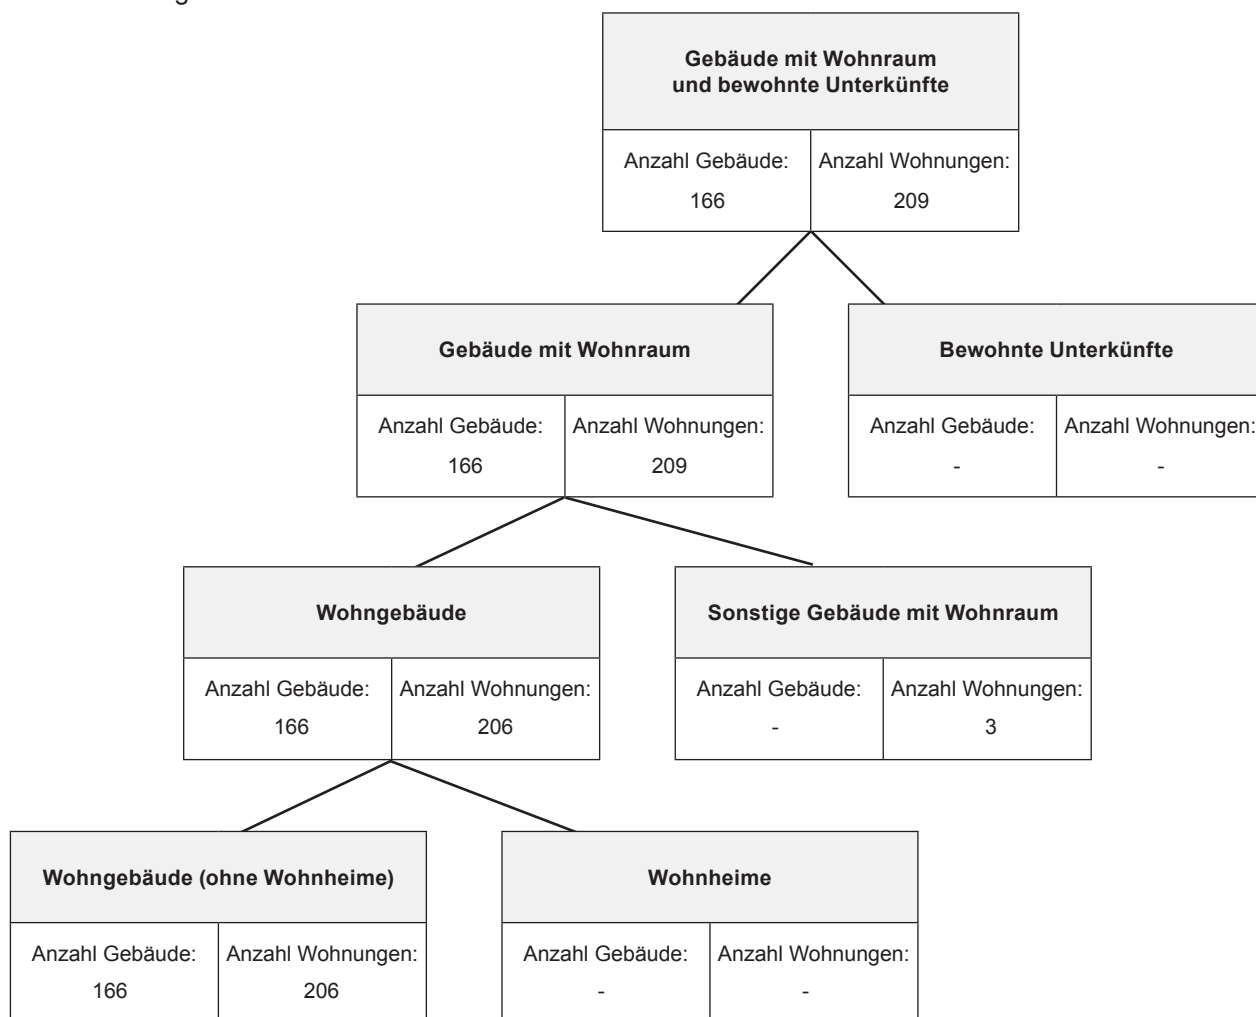 Gebäude mit Wohnraum
und bewohnte Unterkünfte
Anzahl Gebäude: Anzahl Wohnungen:
166 209
Gebäude mit Wohnraum
Anzahl Gebäude: Anzahl Wohnungen:
166 209
Bewohnte Unterkünfte
Anzahl Gebäude: Anzahl Wohnungen:
- -
Wohngebäude
Anzahl Gebäude: Anzahl Wohnungen:
166 206
Sonstige Gebäude mit Wohnraum
Anzahl Gebäude: Anzahl Wohnungen:
- 3
Wohngebäude (ohne Wohnheime)
Anzahl Gebäude: Anzahl Wohnungen:
166 206
Wohnheime
Anzahl Gebäude: Anzahl Wohnungen:
- -